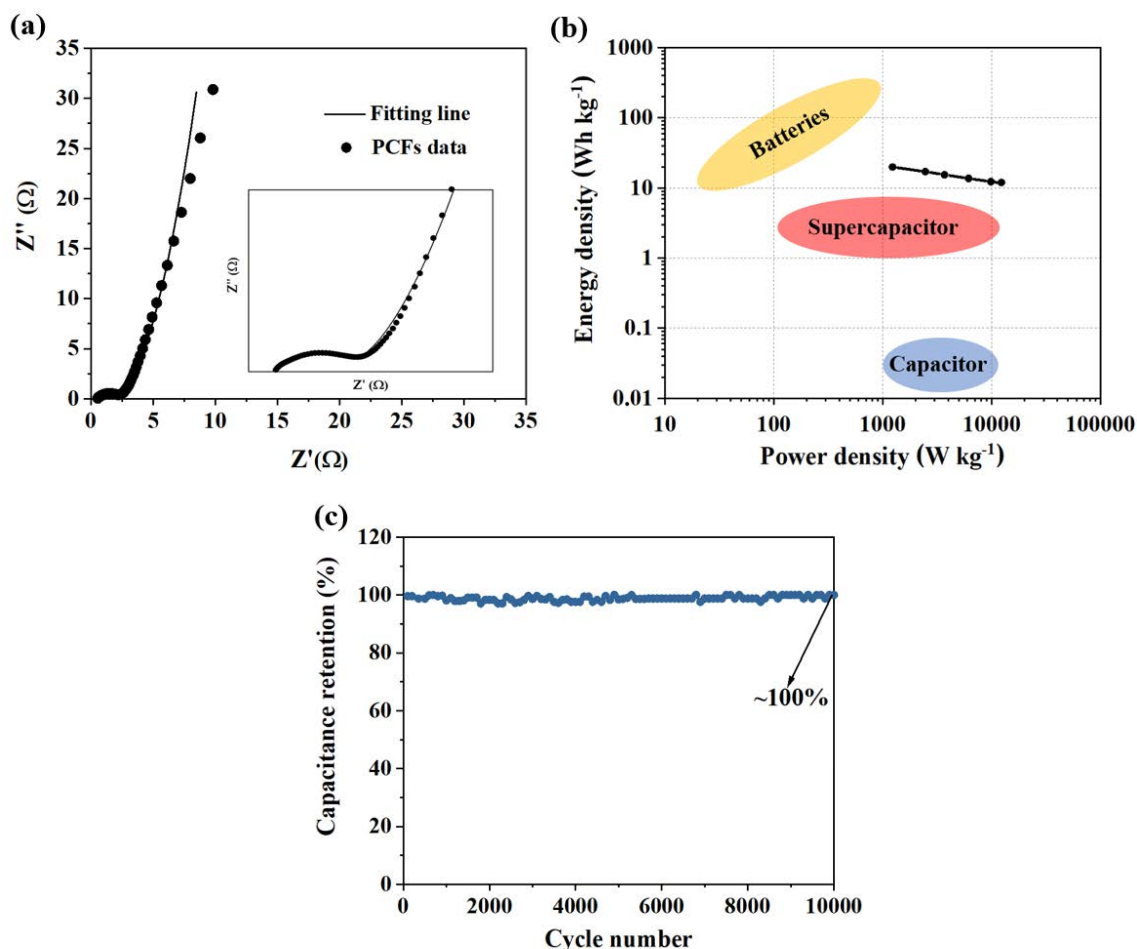 (a)
35
30
25
20
15
10
5
0
Z'' (Ω)
Fitting line
PCFs data
Z'' (Ω)
Z' (Ω)
0 5 10 15 20 25 30 35
Z'(Ω)
(b)
1000
100
10
1
0.1
0.01
Energy density (Wh kg⁻¹)
Batteries
Supercapacitor
Capacitor
10 100 1000 10000 100000
Power density (W kg⁻¹)
(c)
120
100
80
60
40
20
0
Capacitance retention (%)
~100%
0 2000 4000 6000 8000 10000
Cycle number